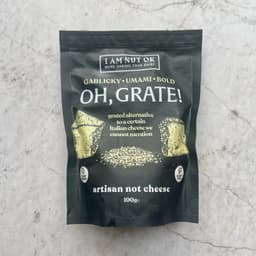 I AM NUT OK
GARLICKY • UMAMI • BOLD
OH, GRATE!
grated alternative
to a certain
Italian cheese we
cannot mention
artisan not cheese
100g℮